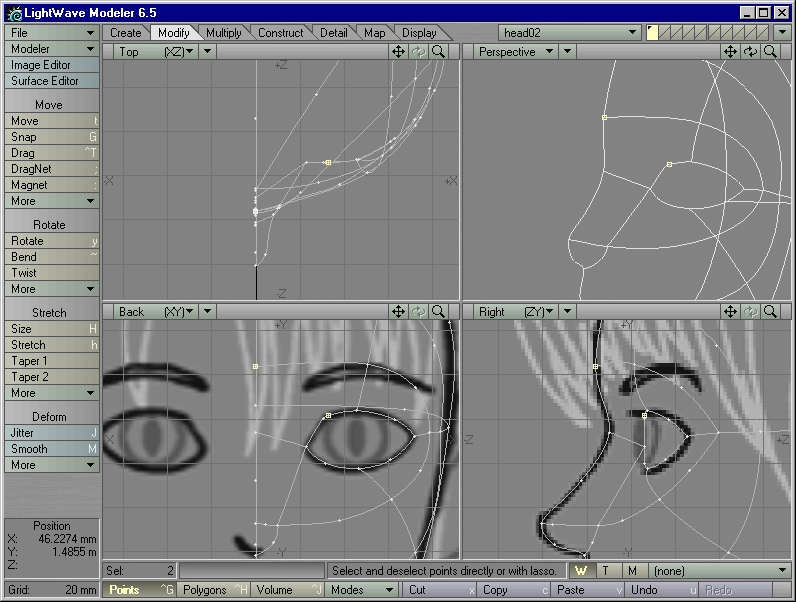 LightWave Modeler 6.5
File Create Modify Multiply Construct Detail Map Display head02
Modeler Top (XZ) Perspective
Image Editor
Surface Editor
Move
Move t
Snap G
Drag ^T
DragNet ;
Magnet :
More
Rotate
Rotate y
Bend ~
Twist
More
Stretch
Size H
Stretch h
Taper 1
Taper 2
More
Deform
Jitter J
Smooth M
More
+Z
-X +X
-Z
Back (XY) Right (ZY)
+Y +Y
-X -Z +Z
-Y -Y
Position
X: 46.2274 mm
Y: 1.4855 m
Z:
Sel: 2 Select and deselect points directly or with lasso. W T M (none)
Grid: 20 mm Points ^G Polygons ^H Volume ^J Modes Cut x Copy c Paste v Undo u Redo